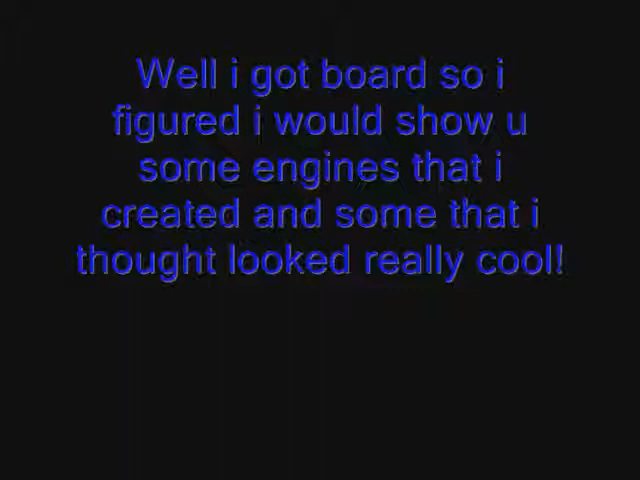 Well i got board so i
figured i would show u
some engines that i
created and some that i
thought looked really cool!